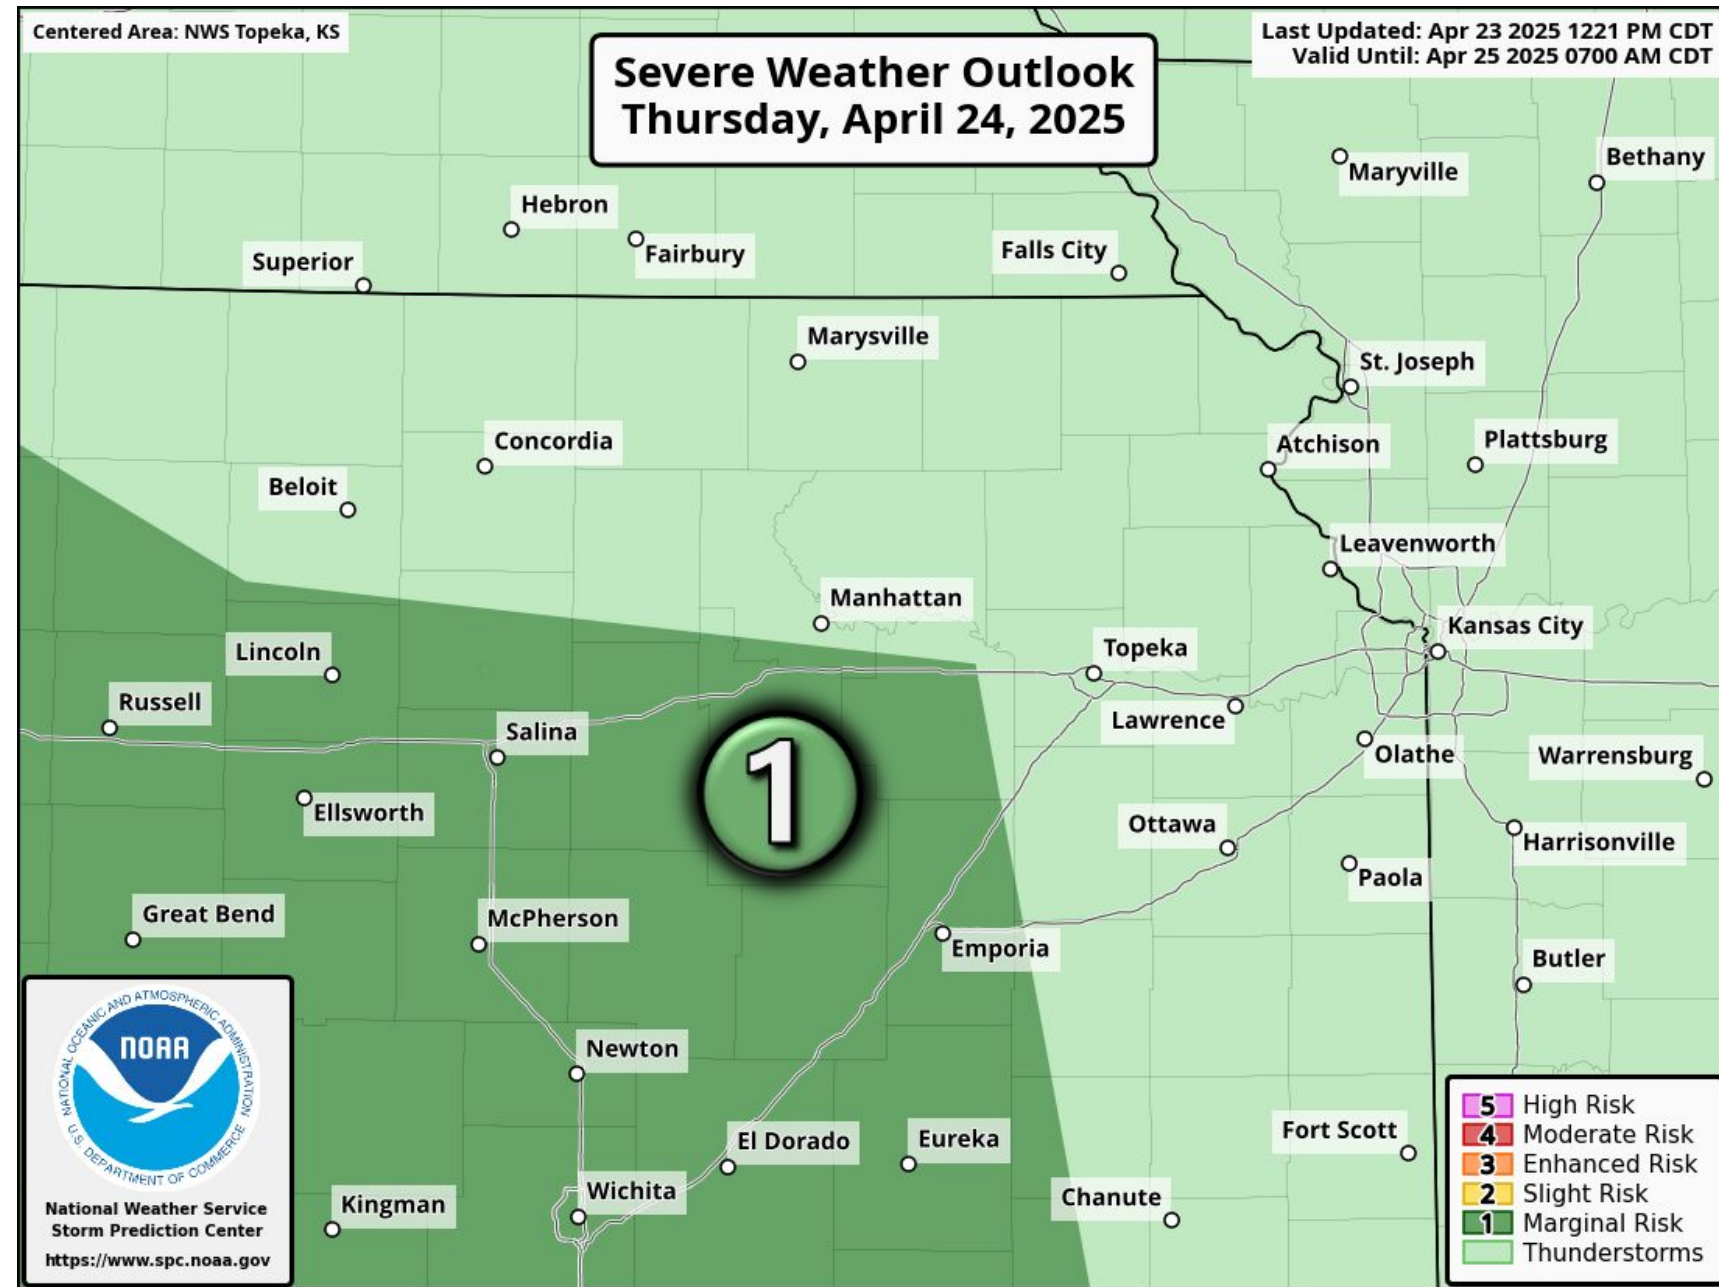 Centered Area: NWS Topeka, KS
Last Updated: Apr 23 2025 1221 PM CDT
Valid Until: Apr 25 2025 0700 AM CDT
Severe Weather Outlook
Thursday, April 24, 2025
Maryville
Bethany
Hebron
Fairbury
Falls City
Superior
Marysville
St. Joseph
Concordia
Atchison
Plattsburg
Beloit
Leavenworth
Manhattan
Kansas City
Lincoln
Topeka
Russell
Salina
Lawrence
Olathe
Warrensburg
1
Ellsworth
Ottawa
Harrisonville
Paola
Great Bend
McPherson
Emporia
Butler
Newton
El Dorado
Eureka
Fort Scott
Kingman
Wichita
Chanute
NATIONAL OCEANIC AND ATMOSPHERIC ADMINISTRATION
NOAA
U.S. DEPARTMENT OF COMMERCE
National Weather Service
Storm Prediction Center
https://www.spc.noaa.gov
5 High Risk
4 Moderate Risk
3 Enhanced Risk
2 Slight Risk
1 Marginal Risk
Thunderstorms